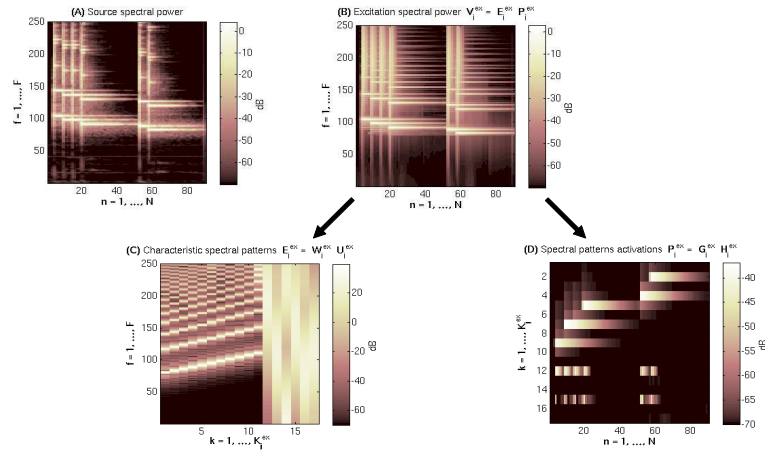 (A) Source spectral power
250
200
150
100
50
f = 1, ..., F
20 40 60 80
n = 1, ..., N
0
-10
-20
-30
-40
-50
-60
dB
(B) Excitation spectral power V_j^ex = E_j^ex P_j^ex
250
200
150
100
50
f = 1, ..., F
20 40 60 80
n = 1, ..., N
0
-10
-20
-30
-40
-50
-60
dB
(C) Characteristic spectral patterns E_j^ex = W_j^ex U_j^ex
250
200
150
100
50
f = 1, ..., F
5 10 15
k = 1, ..., K_j^ex
20
0
-20
-40
-60
dB
(D) Spectral patterns activations P_j^ex = G_j^ex H_j^ex
2
4
6
8
10
12
14
16
k = 1, ..., K_j^ex
20 40 60 80
n = 1, ..., N
-40
-45
-50
-55
-60
-65
-70
dB